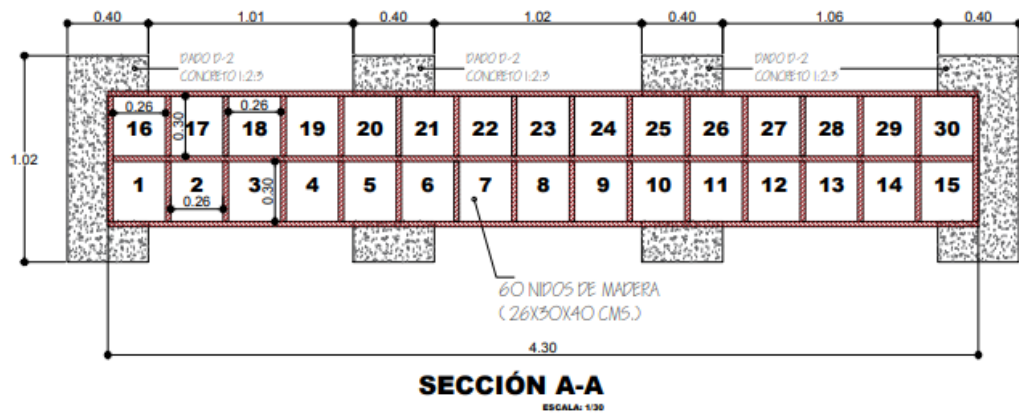 0.40 1.01 0.40 1.02 0.40 1.06 0.40
DADO D-2
CONCRETO 1:2:3
DADO D-2
CONCRETO 1:2:3
DADO D-2
CONCRETO 1:2:3
0.26 0.30 0.26
16 17 18 19 20 21 22 23 24 25 26 27 28 29 30
1.02
1 2 3 4 5 6 7 8 9 10 11 12 13 14 15
0.26 0.30
60 NIDOS DE MADERA
(26X30X40 CMS.)
4.30
SECCIÓN A-A
ESCALA: 1/30